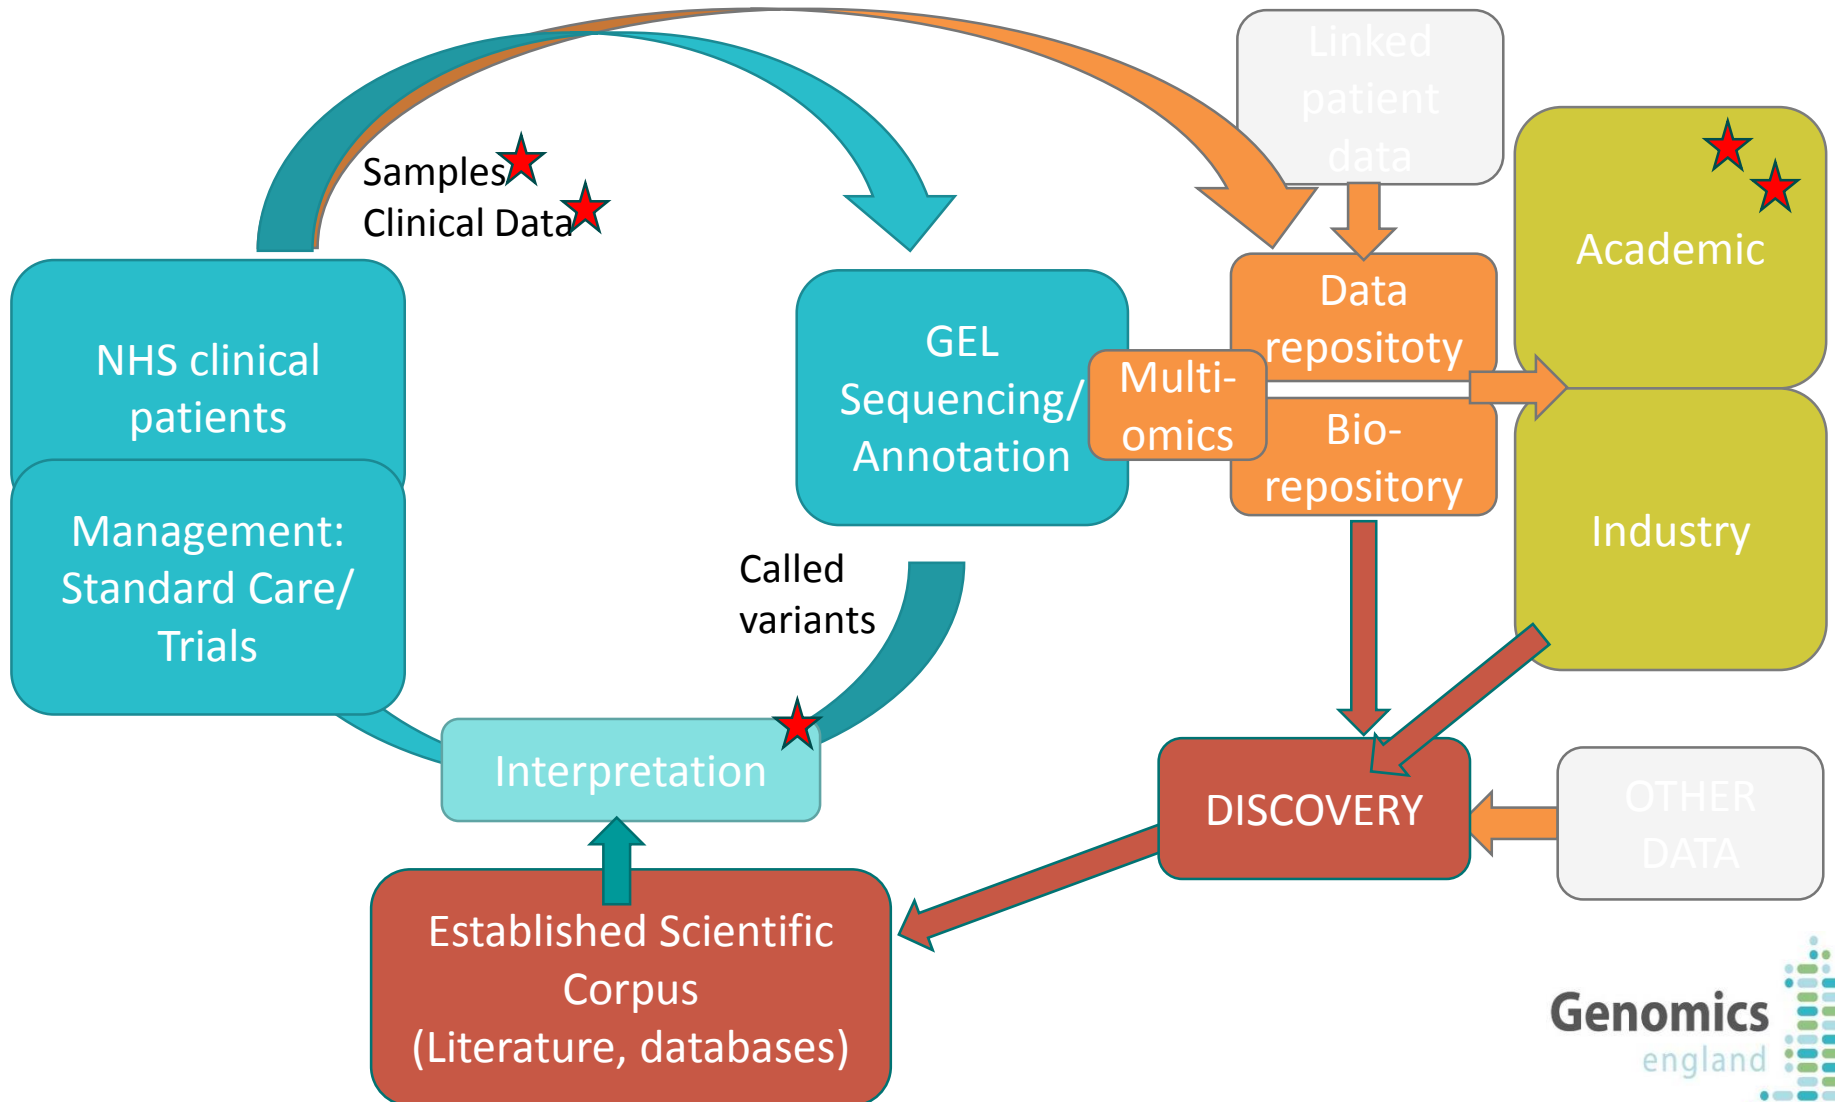 Linked
patient
data
Samples
Clinical Data
Academic
NHS clinical
patients
GEL
Sequencing/
Annotation
Multi-
omics
Data
repositoty
Bio-
repository
Industry
Management:
Standard Care/
Trials
Called
variants
Interpretation
DISCOVERY
OTHER
DATA
Established Scientific
Corpus
(Literature, databases)
Genomics
england